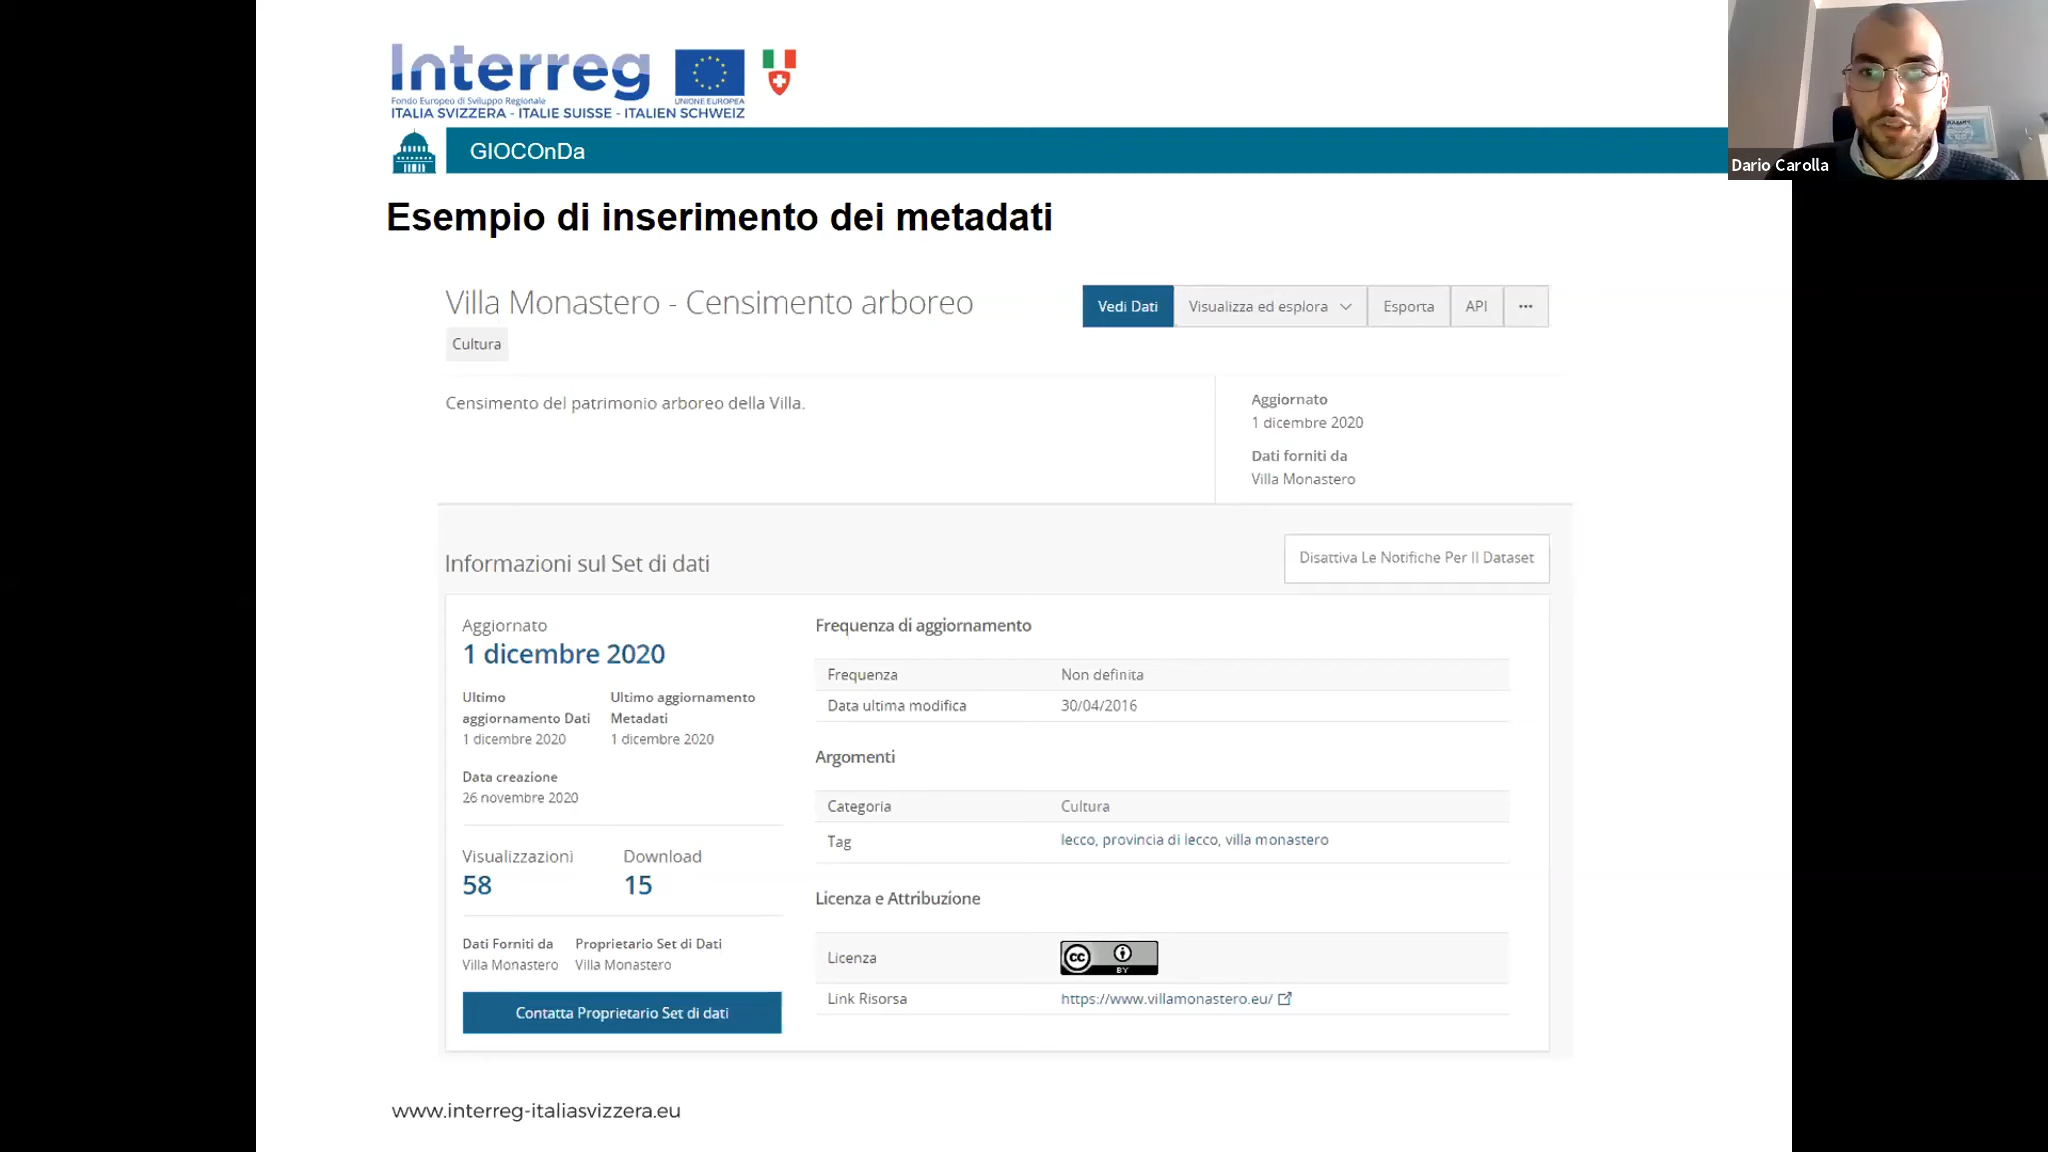 Interreg
Fondo Europeo di Sviluppo Regionale
UNIONE EUROPEA
ITALIA SVIZZERA - ITALIE SUISSE - ITALIEN SCHWEIZ
GIOCOnDa
Dario Carolla
Esempio di inserimento dei metadati
Villa Monastero - Censimento arboreo
Vedi Dati
Visualizza ed esplora
Esporta
API
Cultura
Censimento del patrimonio arboreo della Villa.
Aggiornato
1 dicembre 2020
Dati forniti da
Villa Monastero
Informazioni sul Set di dati
Disattiva Le Notifiche Per Il Dataset
Aggiornato
1 dicembre 2020
Ultimo aggiornamento Dati
1 dicembre 2020
Ultimo aggiornamento Metadati
1 dicembre 2020
Data creazione
26 novembre 2020
Visualizzazioni
58
Download
15
Dati Forniti da
Villa Monastero
Proprietario Set di Dati
Villa Monastero
Contatta Proprietario Set di dati
Frequenza di aggiornamento
Frequenza Non definita
Data ultima modifica 30/04/2016
Argomenti
Categoria Cultura
Tag lecco, provincia di lecco, villa monastero
Licenza e Attribuzione
Licenza cc BY
Link Risorsa https://www.villamonastero.eu/
www.interreg-italiasvizzera.eu